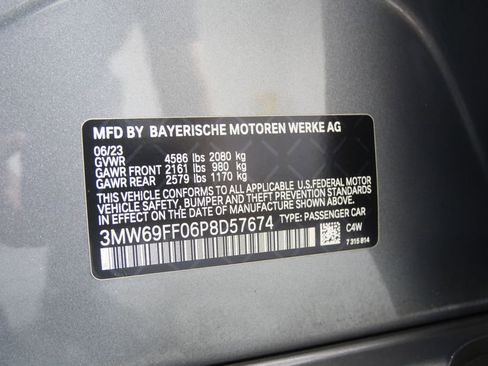 MFD BY BAYERISCHE MOTOREN WERKE AG
06/23
GVWR 4586 lbs 2080 kg
GAWR FRONT 2161 lbs 980 kg
GAWR REAR 2579 lbs 1170 kg
THIS VEHICLE CONFORMS TO ALL APPLICABLE U.S.FEDERAL MOTOR
VEHICLE SAFETY, BUMPER AND THEFT PREVENTION STANDARDS
IN EFFECT ON THE DATE OF MANUFACTURE SHOWN ABOVE.
3MW69FF06P8D57674 TYPE: PASSENGER CAR
C4W
7 315 814